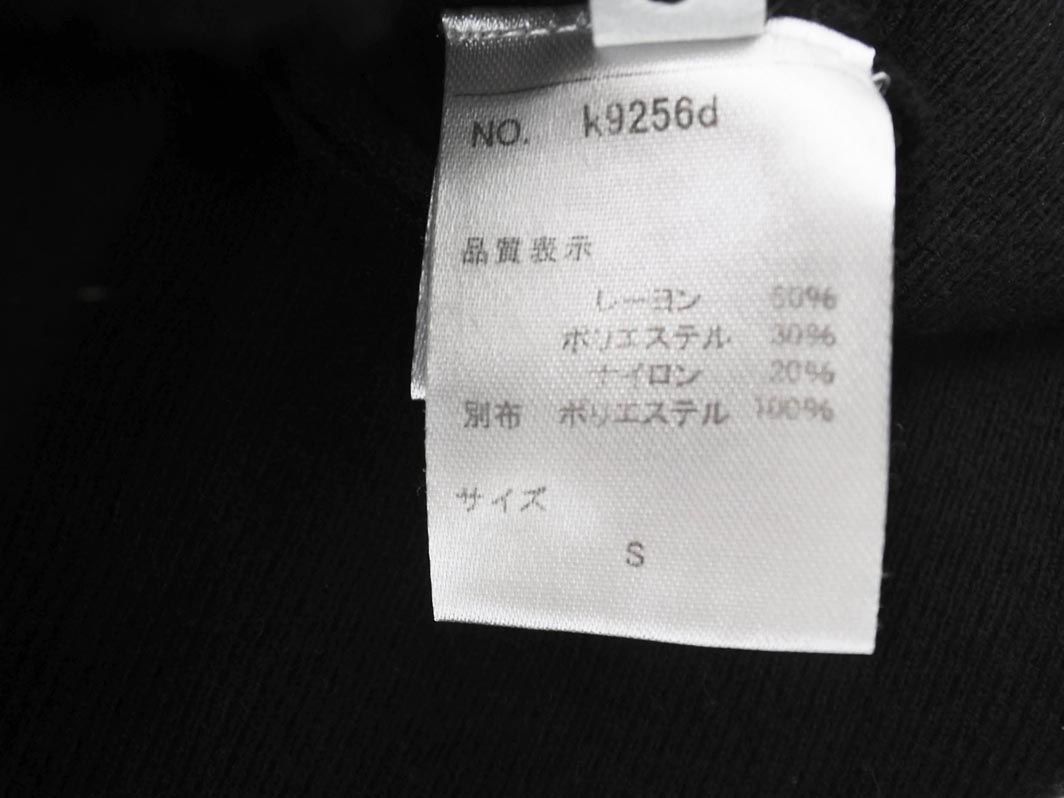 NO. k9256d
品質表示
レーヨン 50%
ポリエステル 30%
ナイロン 20%
別布 ポリエステル 100%
サイズ
S